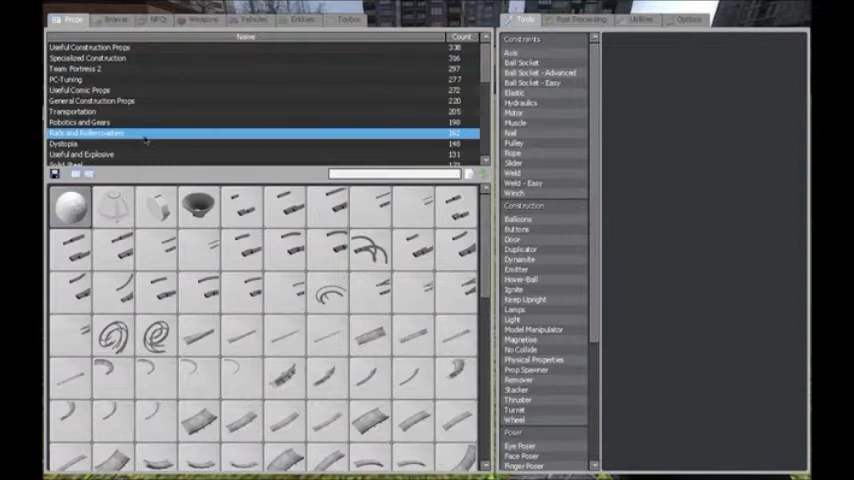 Props Browse NPCs Weapons Vehicles Entities Toolbox
Tools Post Processing Utilities Options
Name Count
Useful Construction Props 338
Specialized Construction 316
Team Fortress 2 297
PC-Tuning 277
Useful Comic Props 272
General Construction Props 220
Transportation 205
Robotics and Gears 190
Rails and Rollercoasters 162
Dystopia 148
Useful and Explosive 131
Solid Steel
Constraints
Axis
Ball Socket
Ball Socket - Advanced
Ball Socket - Easy
Elastic
Hydraulics
Motor
Muscle
Nail
Pulley
Rope
Slider
Weld
Weld - Easy
Winch
Construction
Balloons
Buttons
Door
Duplicator
Dynamite
Emitter
Hover-Ball
Ignite
Keep Upright
Lamps
Light
Model Manipulator
Magnetise
No Collide
Physical Properties
Prop Spawner
Remover
Stacker
Thruster
Turret
Wheel
Poser
Eye Poser
Face Poser
Finger Poser